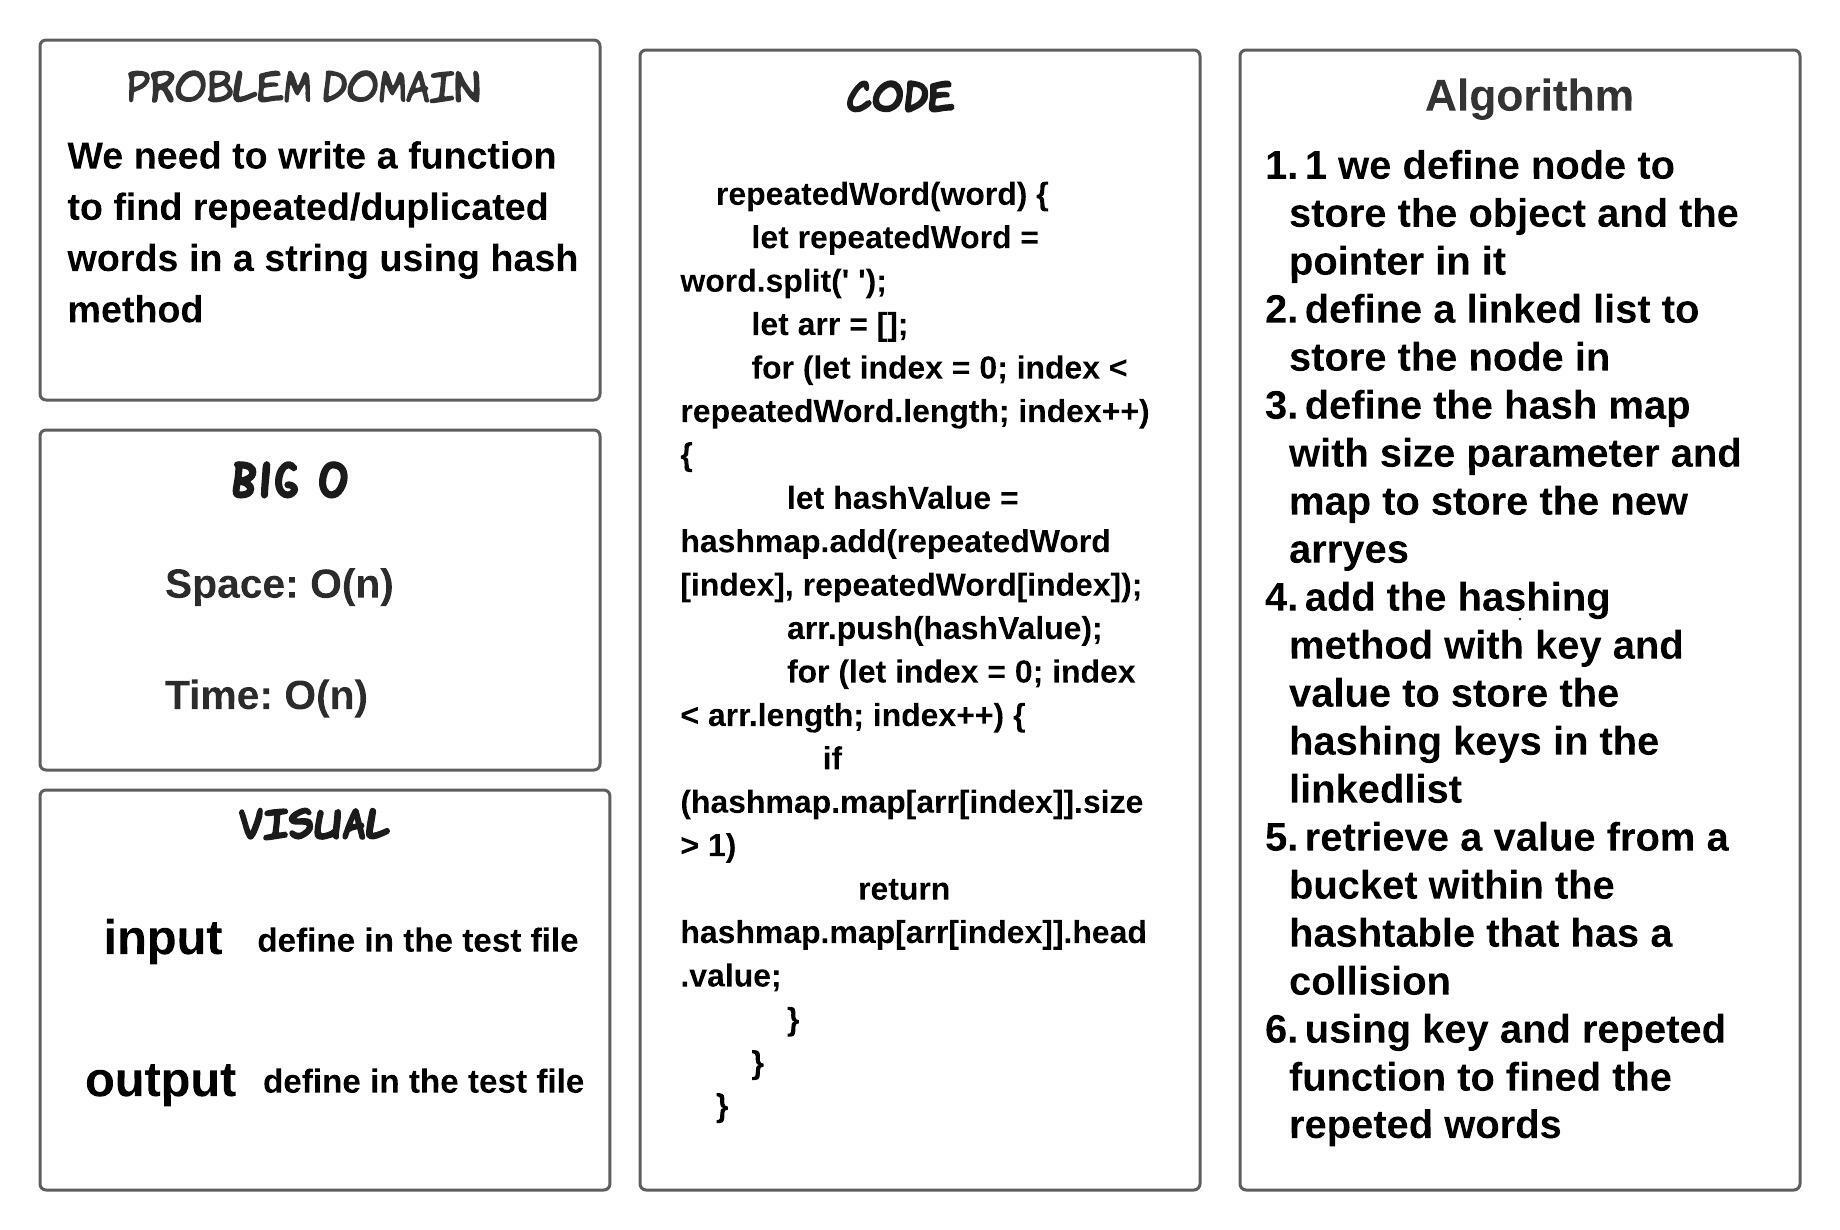 PROBLEM DOMAIN
We need to write a function
to find repeated/duplicated
words in a string using hash
method
BIG O
Space: O(n)
Time: O(n)
VISUAL
input define in the test file
output define in the test file
CODE
repeatedWord(word) {
let repeatedWord =
word.split(' ');
let arr = [];
for (let index = 0; index <
repeatedWord.length; index++)
{
let hashValue =
hashmap.add(repeatedWord
[index], repeatedWord[index]);
arr.push(hashValue);
for (let index = 0; index
< arr.length; index++) {
if
(hashmap.map[arr[index]].size
> 1)
return
hashmap.map[arr[index]].head
.value;
}
}
}
Algorithm
1. 1 we define node to
store the object and the
pointer in it
2. define a linked list to
store the node in
3. define the hash map
with size parameter and
map to store the new
arryes
4. add the hashing
method with key and
value to store the
hashing keys in the
linkedlist
5. retrieve a value from a
bucket within the
hashtable that has a
collision
6. using key and repeted
function to fined the
repeted words